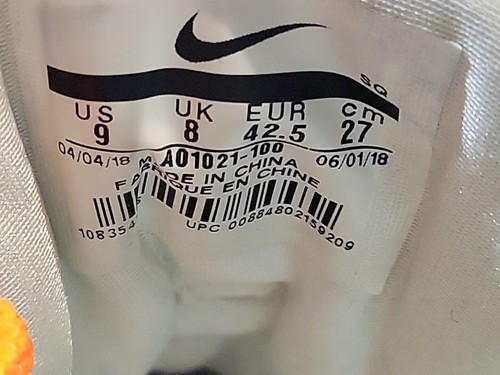 SQ
US UK EUR cm
9 8 42.5 27
04/04/18 AO1021-100 06/01/18
MADE IN CHINA
EN CHINE
108354
UPC 00884802159209